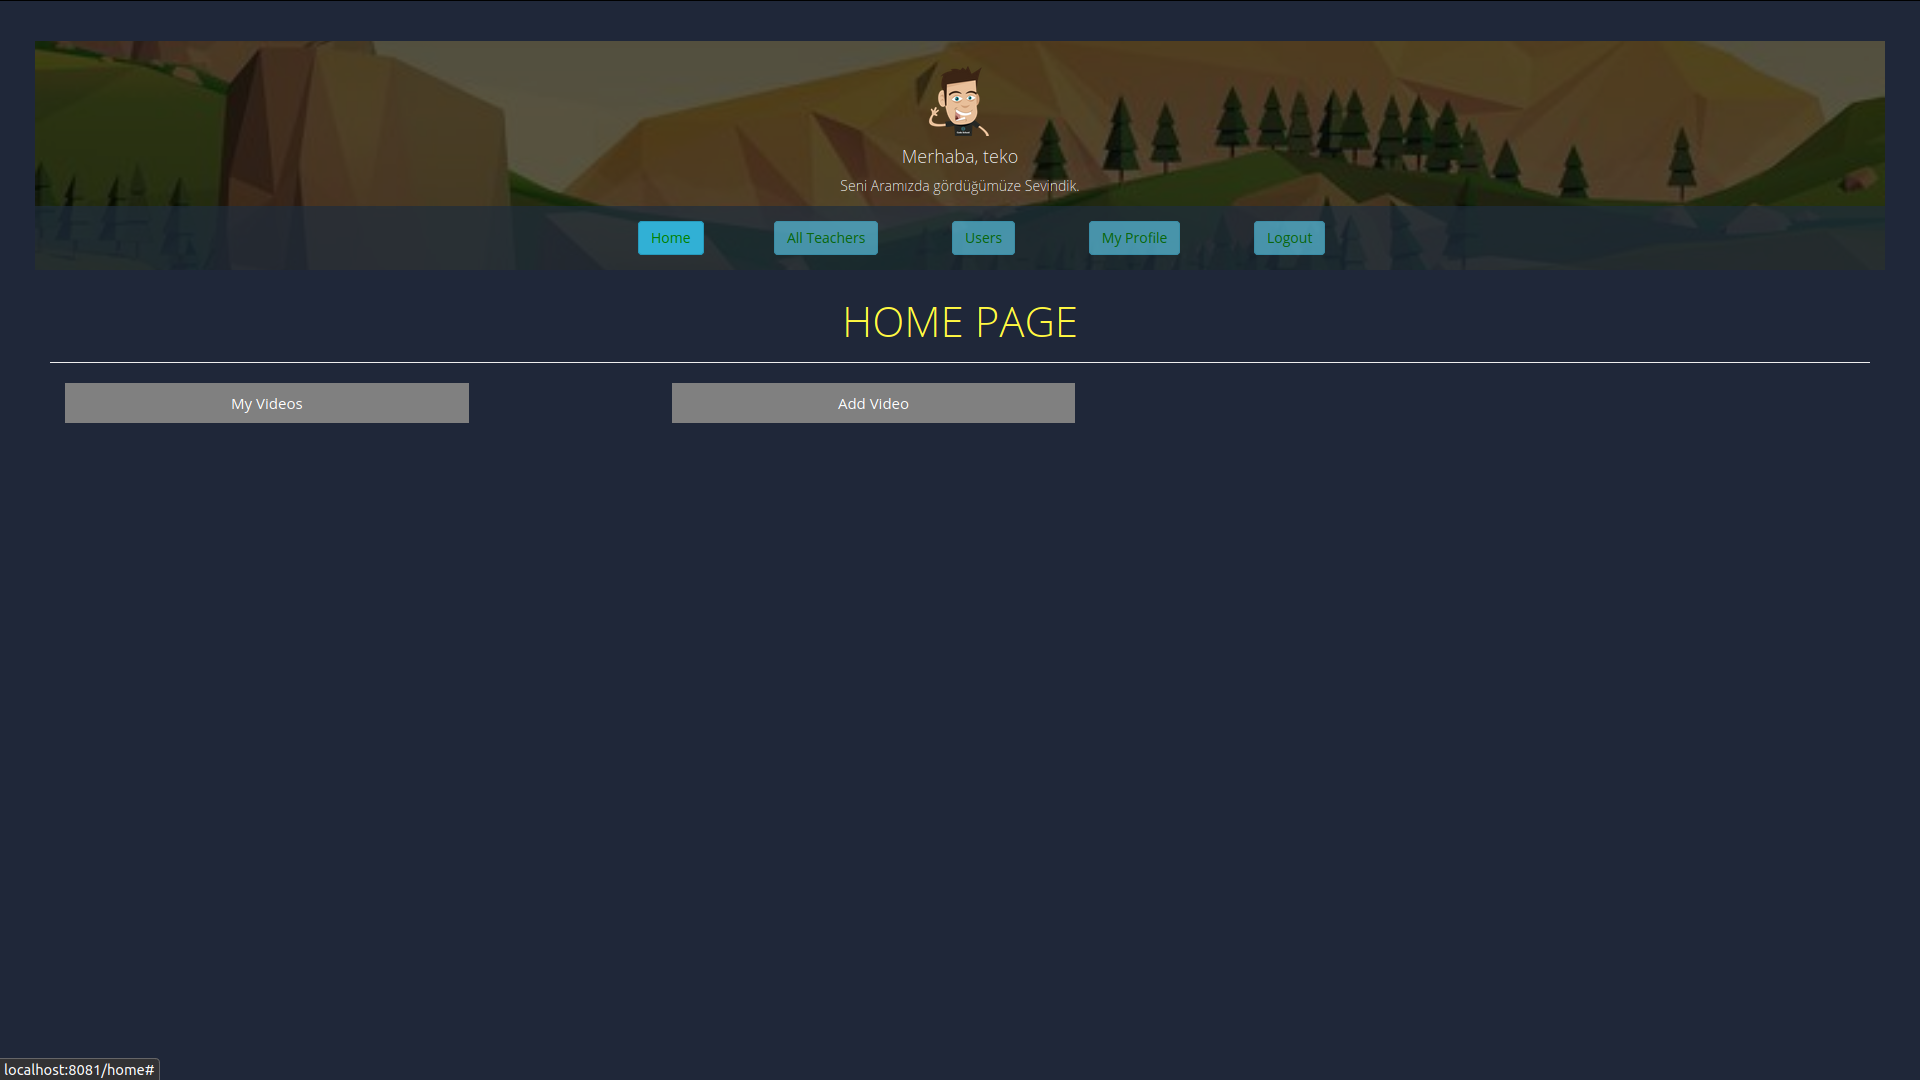 Merhaba, teko
Seni Aramızda gördüğümüze Sevindik.
Home All Teachers Users My Profile Logout
HOME PAGE
My Videos Add Video
localhost:8081/home#